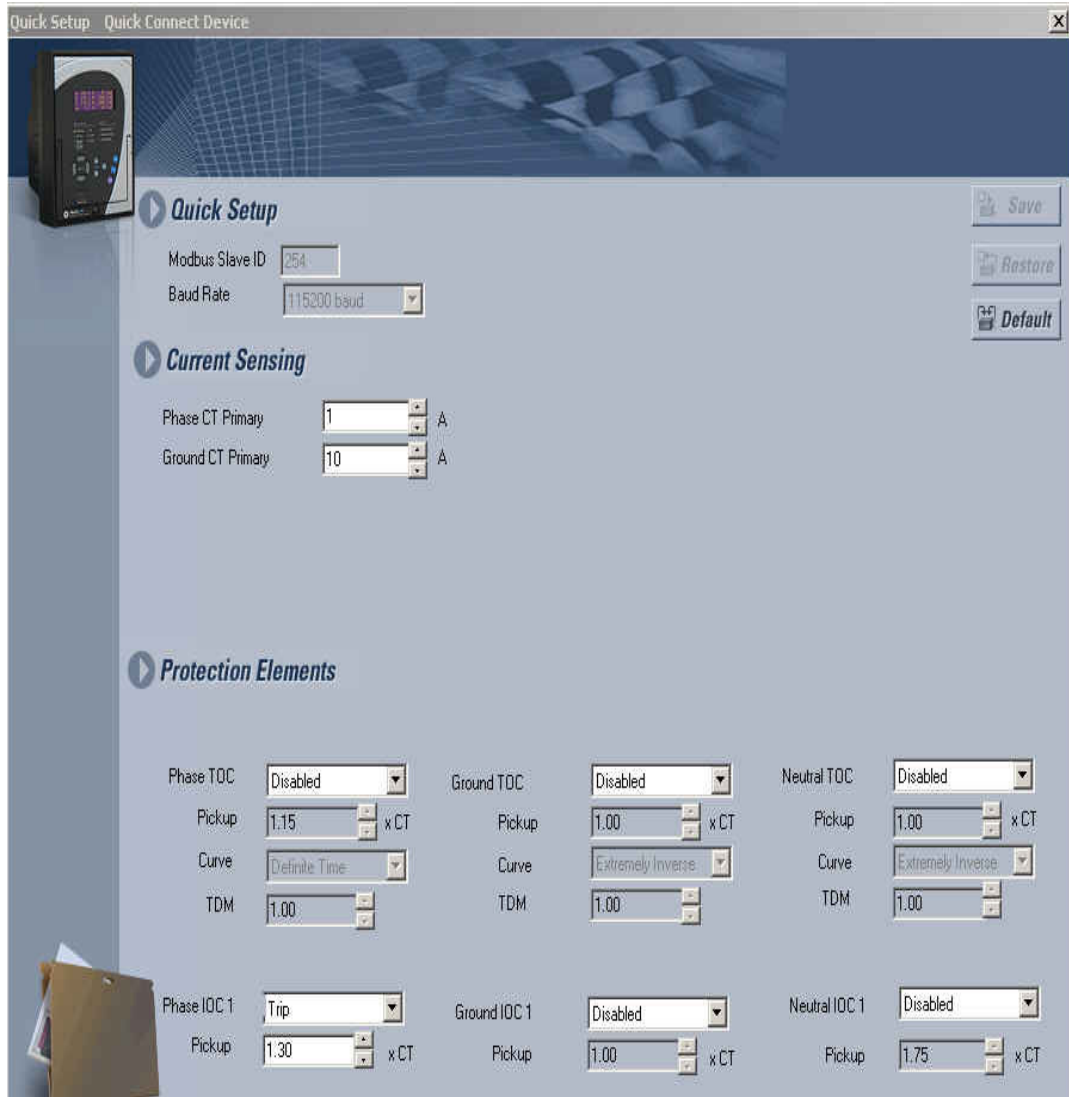 Quick Setup Quick Connect Device
Quick Setup
Save
Modbus Slave ID 254
Restore
Baud Rate 115200 baud
Default
Current Sensing
Phase CT Primary 1 A
Ground CT Primary 10 A
Protection Elements
Phase TOC Disabled Ground TOC Disabled Neutral TOC Disabled
Pickup 1.15 x CT Pickup 1.00 x CT Pickup 1.00 x CT
Curve Definite Time Curve Extremely Inverse Curve Extremely Inverse
TDM 1.00 TDM 1.00 TDM 1.00
Phase IOC 1 Trip Ground IOC 1 Disabled Neutral IOC 1 Disabled
Pickup 1.30 x CT Pickup 1.00 x CT Pickup 1.75 x CT